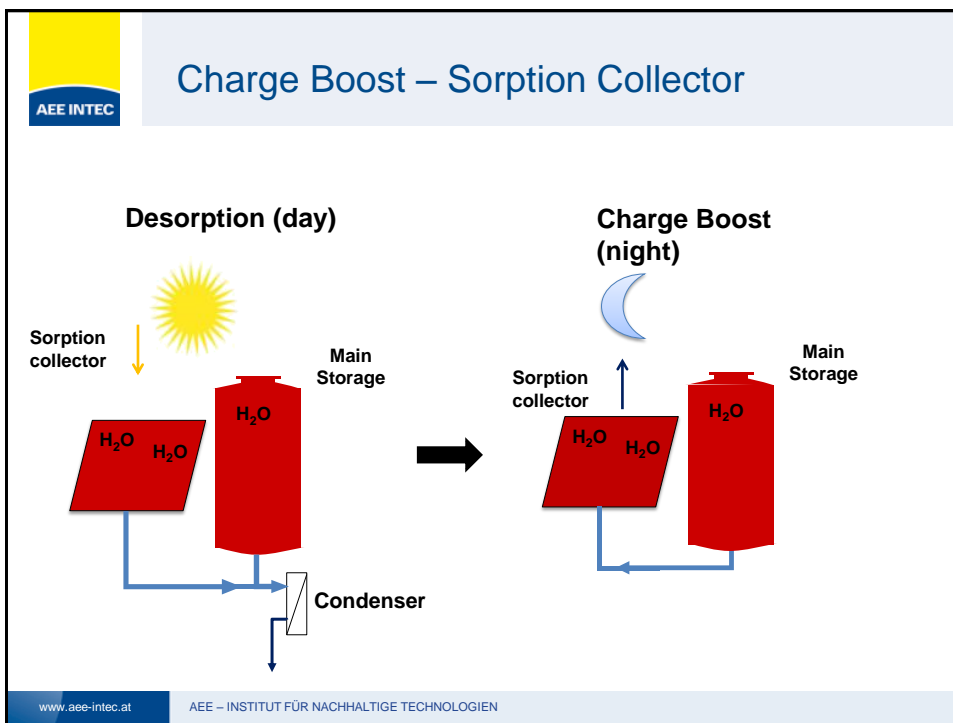 AEE INTEC
Charge Boost – Sorption Collector
Desorption (day)
Sorption
collector
Main
Storage
H₂O
H₂O
H₂O
Condenser
Charge Boost
(night)
Sorption
collector
Main
Storage
H₂O
H₂O
H₂O
www.aee-intec.at
AEE – INSTITUT FÜR NACHHALTIGE TECHNOLOGIEN